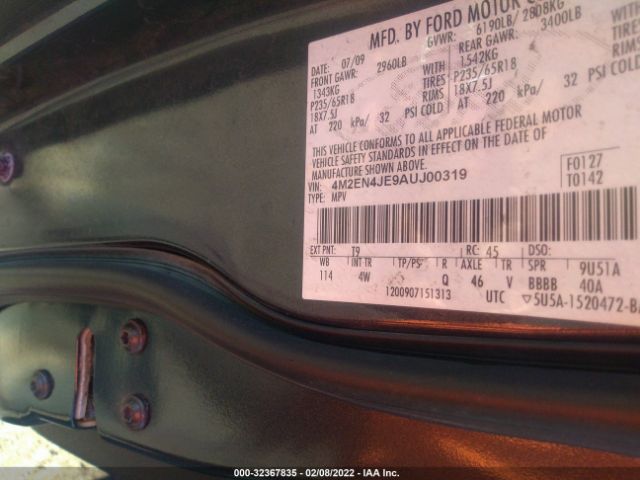 MFD. BY FORD MOTOR
DATE: 07/09 GVWR: 6190LB/ 2808KG
FRONT GAWR: 2960LB REAR GAWR: 3400LB
1343KG WITH 1542KG WITH
P235/65R18 TIRES P235/65R18 TIRES
18X7.5J RIMS 18X7.5J RIMS
AT 220 kPa/ 32 PSI COLD AT 220 kPa/ 32 PSI COLD
THIS VEHICLE CONFORMS TO ALL APPLICABLE FEDERAL MOTOR
VEHICLE SAFETY STANDARDS IN EFFECT ON THE DATE OF
MANUFACTURE SHOWN ABOVE.
VIN: 4M2EN4JE9AUJ00319
TYPE: MPV
F0127
T0142
EXT PNT: T9 RC: 45 DSO:
WB INT TR TP/PS R AXLE TR SPR 9U51A
114 4W Q 46 V BBBB 40A
1200907151313 UTC ▽5U5A-1520472-BA
000-32367835 - 02/08/2022 - IAA Inc.